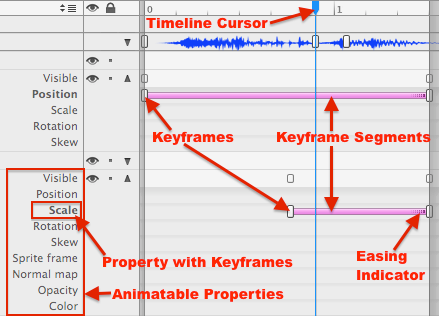 0
1
Timeline Cursor
Visible
Position
Scale
Rotation
Skew
Keyframes
Keyframe Segments
Visible
Position
Scale
Rotation
Skew
Sprite frame
Normal map
Opacity
Color
Property with Keyframes
Easing
Indicator
Animatable Properties